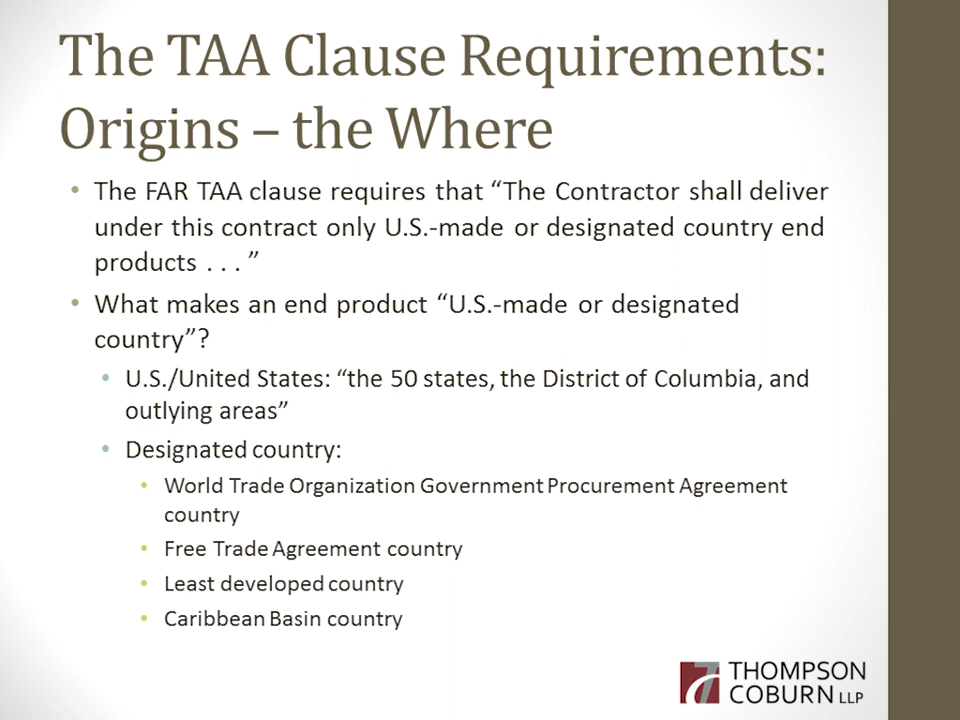 The TAA Clause Requirements:
Origins – the Where
• The FAR TAA clause requires that “The Contractor shall deliver
under this contract only U.S.-made or designated country end
products . . . ”
• What makes an end product “U.S.-made or designated
country”?
• U.S./United States: “the 50 states, the District of Columbia, and
outlying areas”
• Designated country:
• World Trade Organization Government Procurement Agreement
country
• Free Trade Agreement country
• Least developed country
• Caribbean Basin country
THOMPSON
COBURN LLP